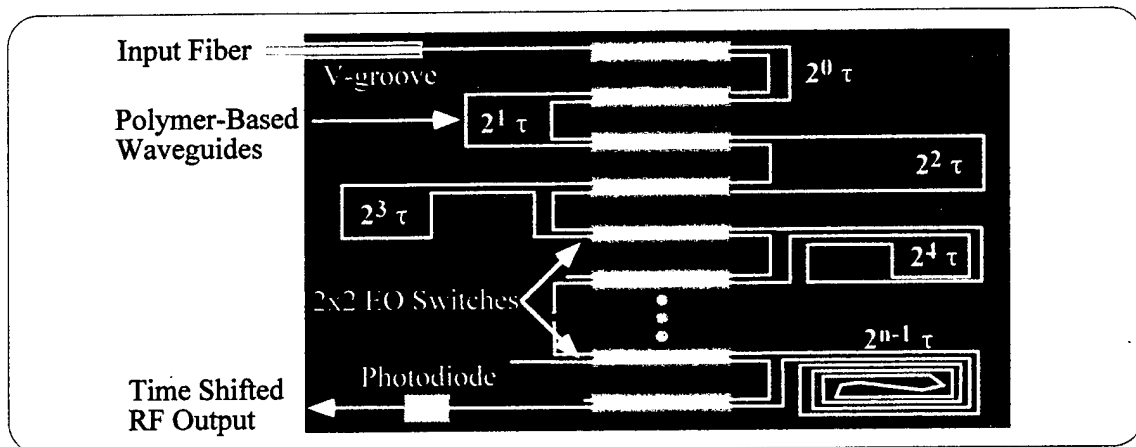 Input Fiber
V-groove
2⁰ τ
Polymer-Based
Waveguides
2¹ τ
2² τ
2³ τ
2⁴ τ
2x2 EO Switches
2ⁿ⁻¹ τ
Photodiode
Time Shifted
RF Output